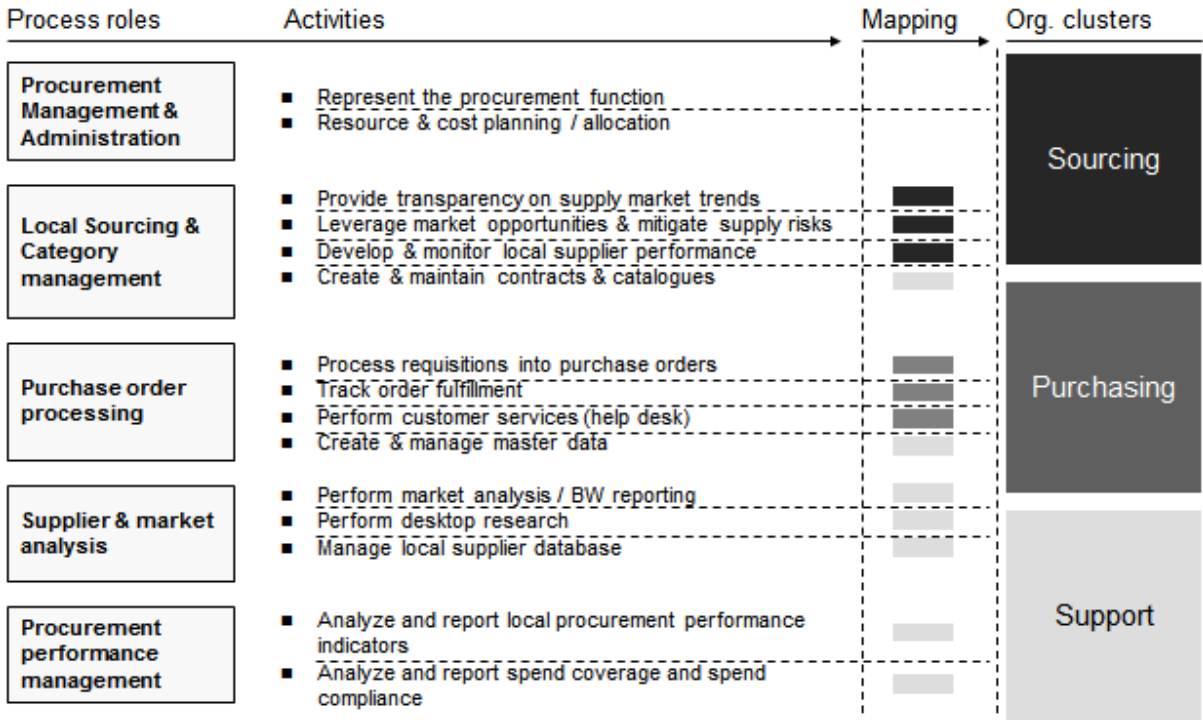 Process roles
Activities
Mapping
Org. clusters
Procurement
Management &
Administration
Represent the procurement function
Resource & cost planning / allocation
Sourcing
Local Sourcing &
Category
management
Provide transparency on supply market trends
Leverage market opportunities & mitigate supply risks
Develop & monitor local supplier performance
Create & maintain contracts & catalogues
Purchase order
processing
Process requisitions into purchase orders
Track order fulfillment
Perform customer services (help desk)
Create & manage master data
Purchasing
Supplier & market
analysis
Perform market analysis / BW reporting
Perform desktop research
Manage local supplier database
Procurement
performance
management
Analyze and report local procurement performance
indicators
Analyze and report spend coverage and spend
compliance
Support